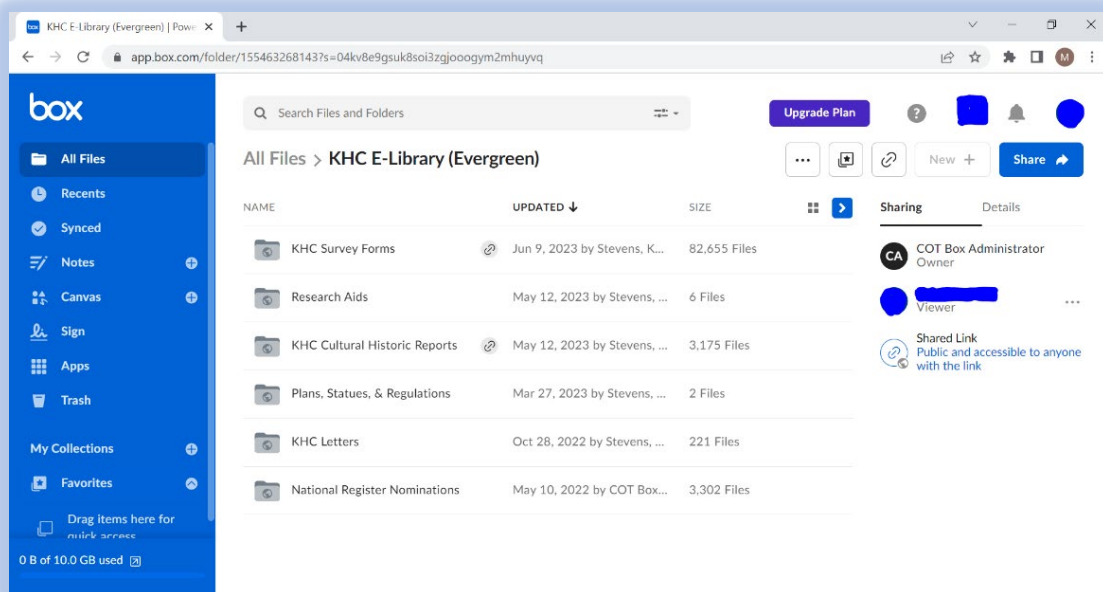 KHC E-Library (Evergreen) | Powe
app.box.com/folder/155463268143?s=04kv8e9gsuk8soi3zgjooogym2mhuyvq
M
box
Search Files and Folders
Upgrade Plan
All Files > KHC E-Library (Evergreen)
New +
Share
All Files
Recents
Synced
Notes
Canvas
Sign
Apps
Trash
My Collections
Favorites
Drag items here for
quick access
0 B of 10.0 GB used
NAME UPDATED ↓ SIZE
KHC Survey Forms Jun 9, 2023 by Stevens, K... 82,655 Files
Research Aids May 12, 2023 by Stevens, ... 6 Files
KHC Cultural Historic Reports May 12, 2023 by Stevens, ... 3,175 Files
Plans, Statues, & Regulations Mar 27, 2023 by Stevens, ... 2 Files
KHC Letters Oct 28, 2022 by Stevens, ... 221 Files
National Register Nominations May 10, 2022 by COT Box... 3,302 Files
Sharing Details
CA
COT Box Administrator
Owner
Viewer
Shared Link
Public and accessible to anyone
with the link